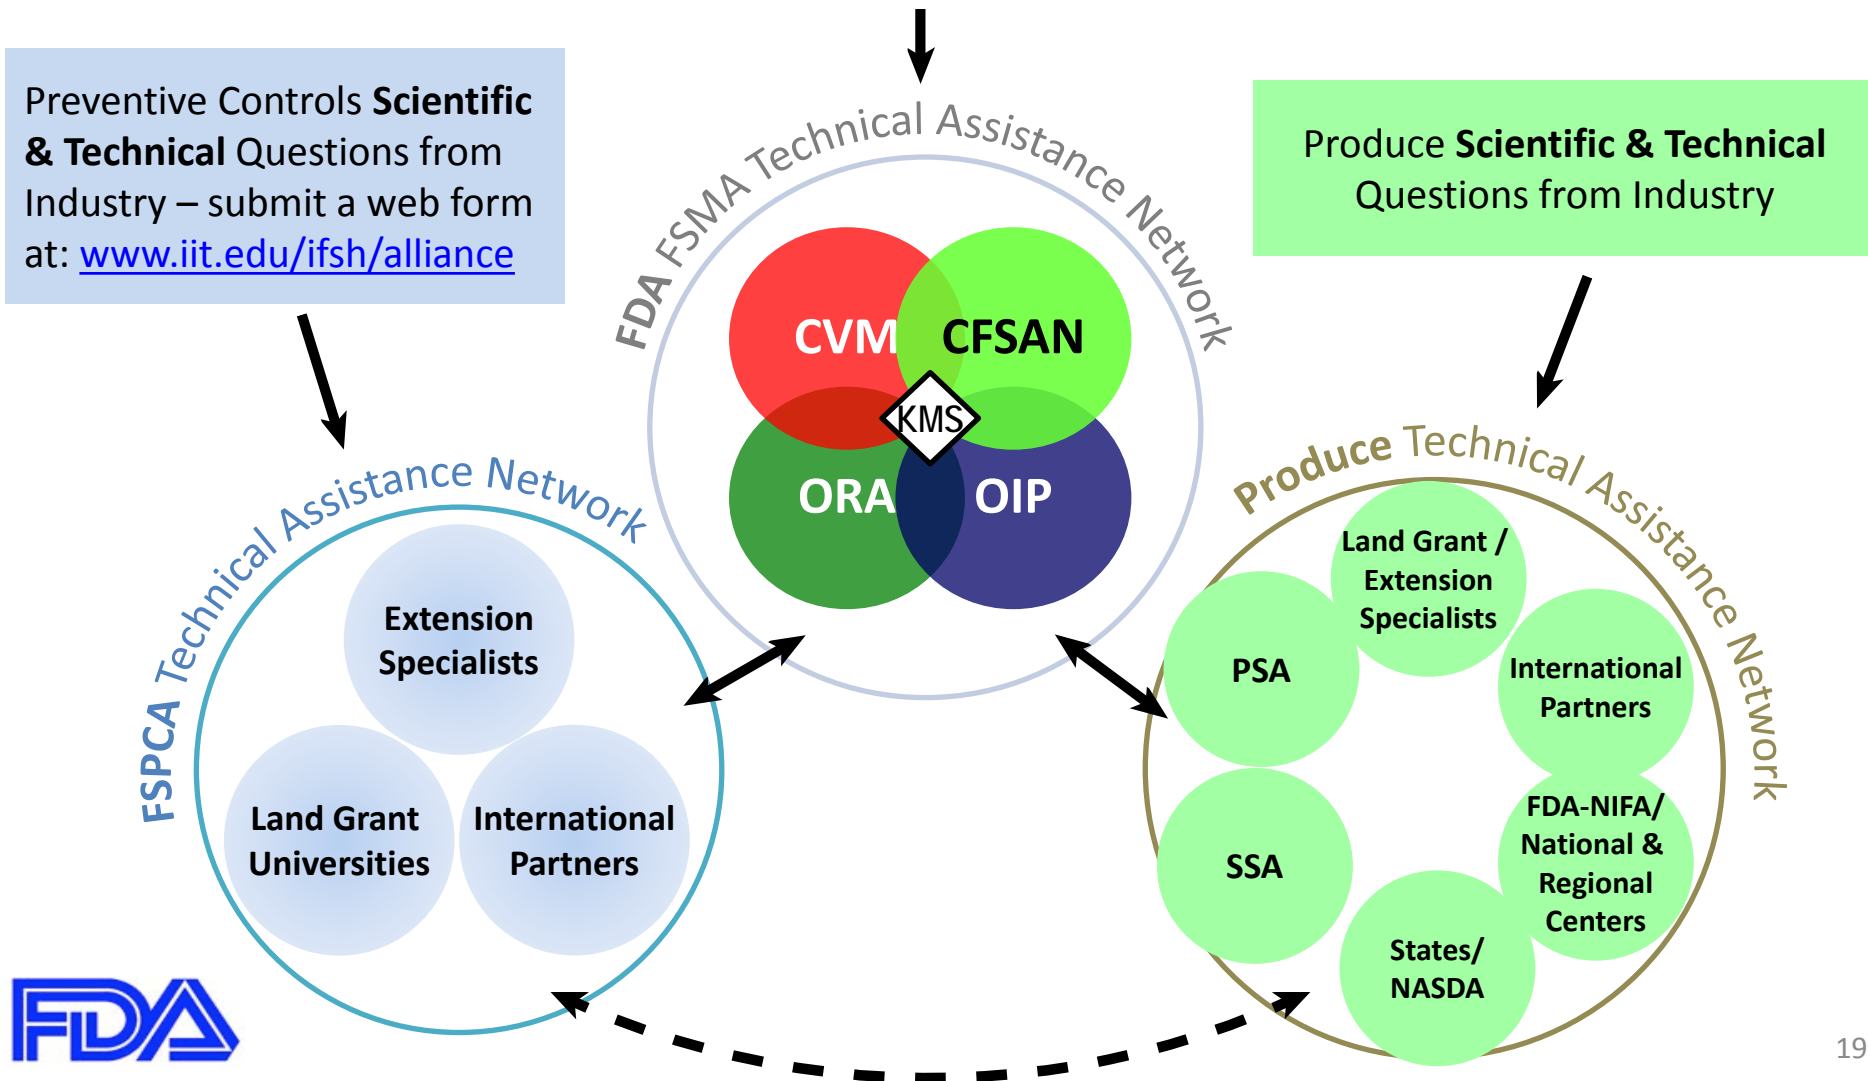 Preventive Controls Scientific
& Technical Questions from
Industry – submit a web form
at: www.iit.edu/ifsh/alliance
FDA FSMA Technical Assistance Network
Produce Scientific & Technical
Questions from Industry
CVM
CFSAN
KMS
ORA
OIP
FSPCA Technical Assistance Network
Extension
Specialists
Land Grant
Universities
International
Partners
Produce Technical Assistance Network
Land Grant /
Extension
Specialists
PSA
International
Partners
SSA
FDA-NIFA/
National &
Regional
Centers
States/
NASDA
FDA
19